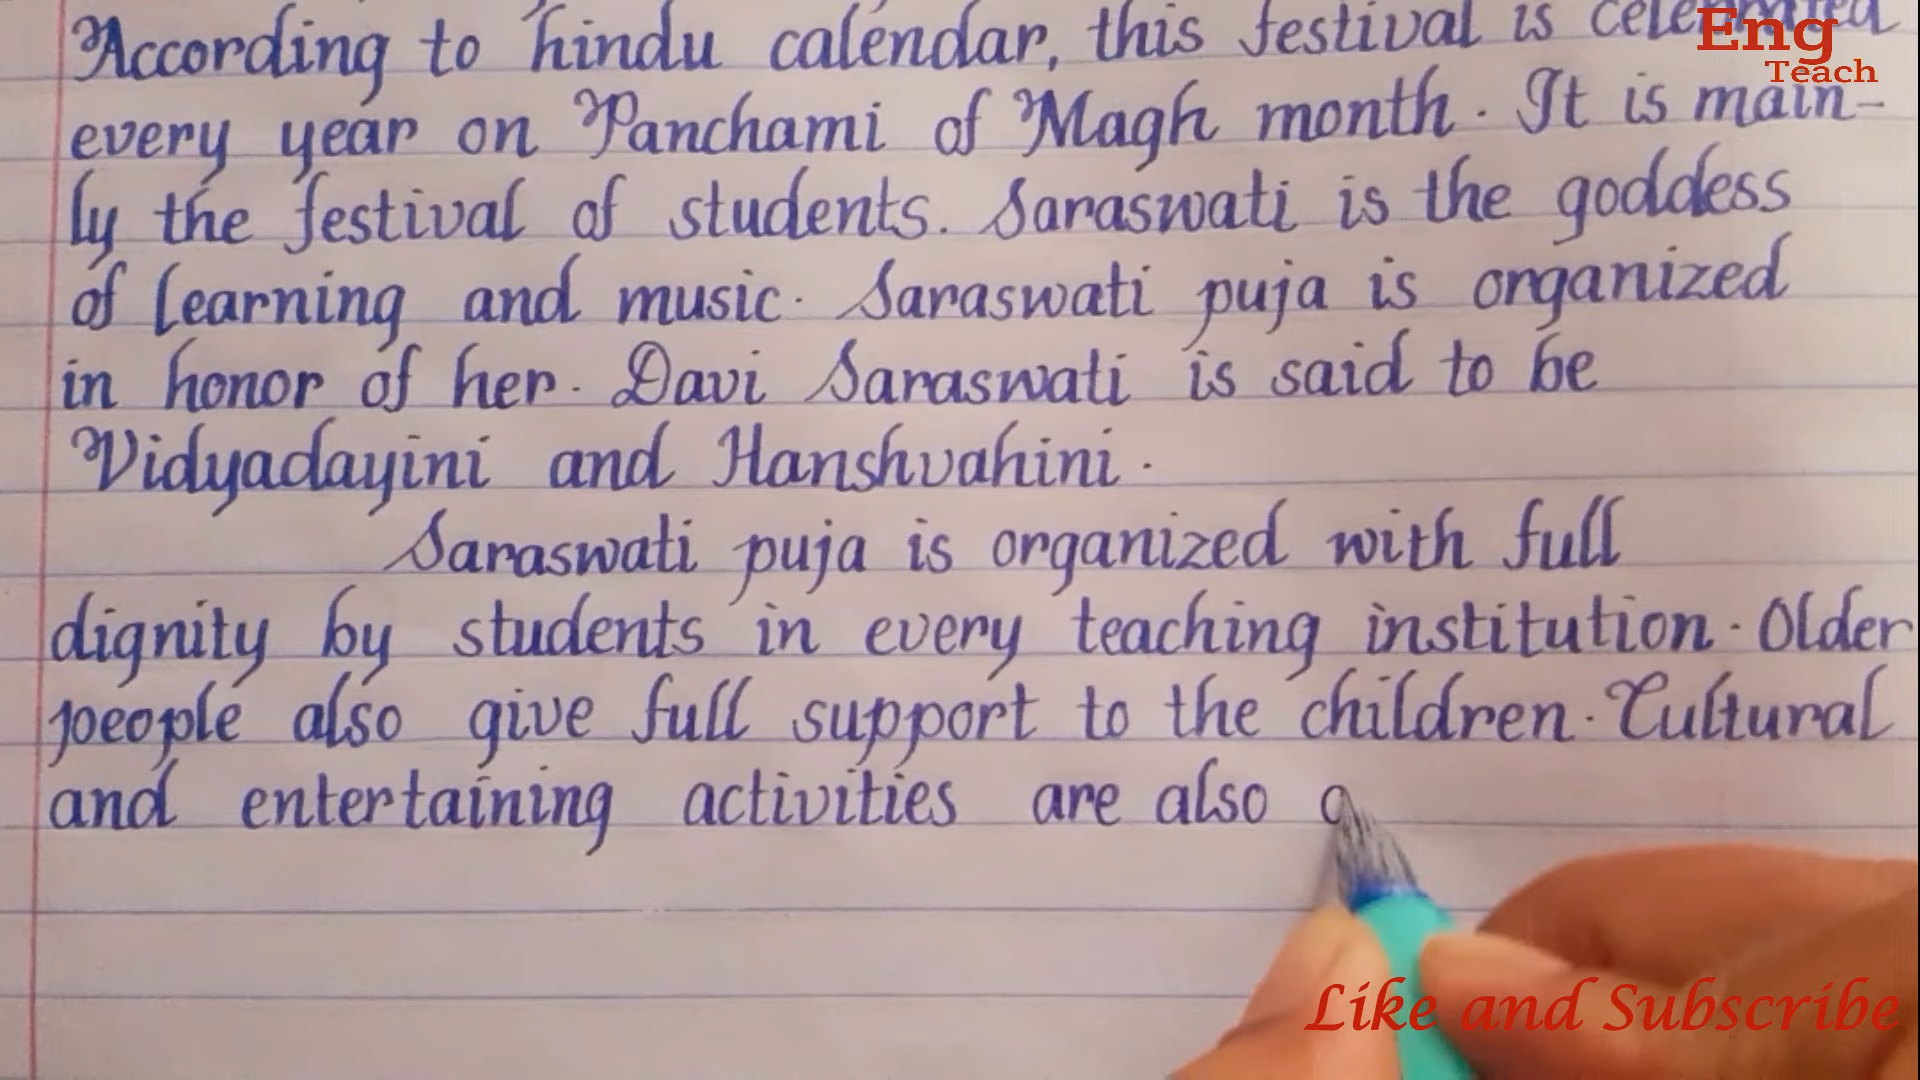 According to hindu calendar, this festival is celebrated
Eng
Teach
every year on Panchami of Magh month. It is main-
ly the festival of students. Saraswati is the goddess
of learning and music. Saraswati puja is organized
in honor of her. Davi Saraswati is said to be
Vidyadayini and Hanshvahini.
Saraswati puja is organized with full
dignity by students in every teaching institution. Older
people also give full support to the children. Cultural
and entertaining activities are also
Like and Subscribe